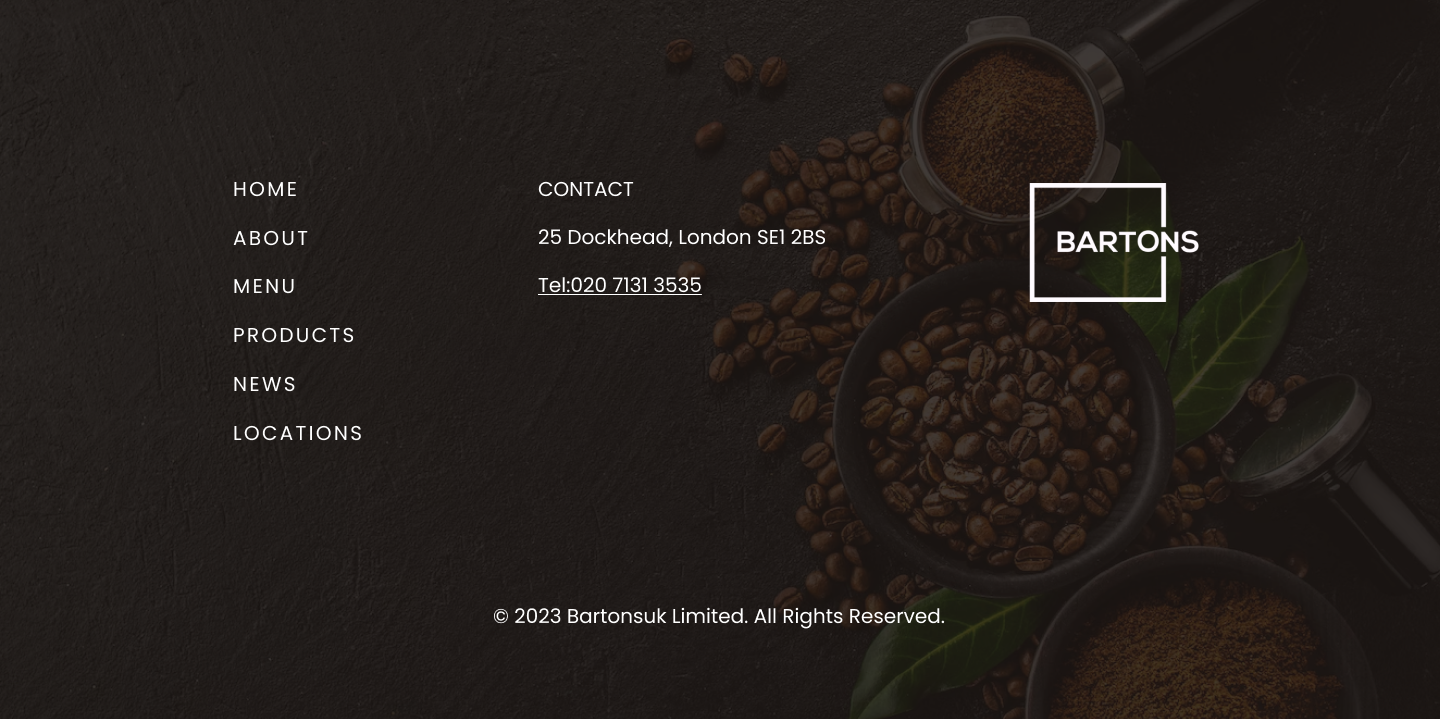 HOME
ABOUT
MENU
PRODUCTS
NEWS
LOCATIONS
CONTACT
25 Dockhead, London SE1 2BS
Tel:020 7131 3535
BARTONS
© 2023 Bartonsuk Limited. All Rights Reserved.